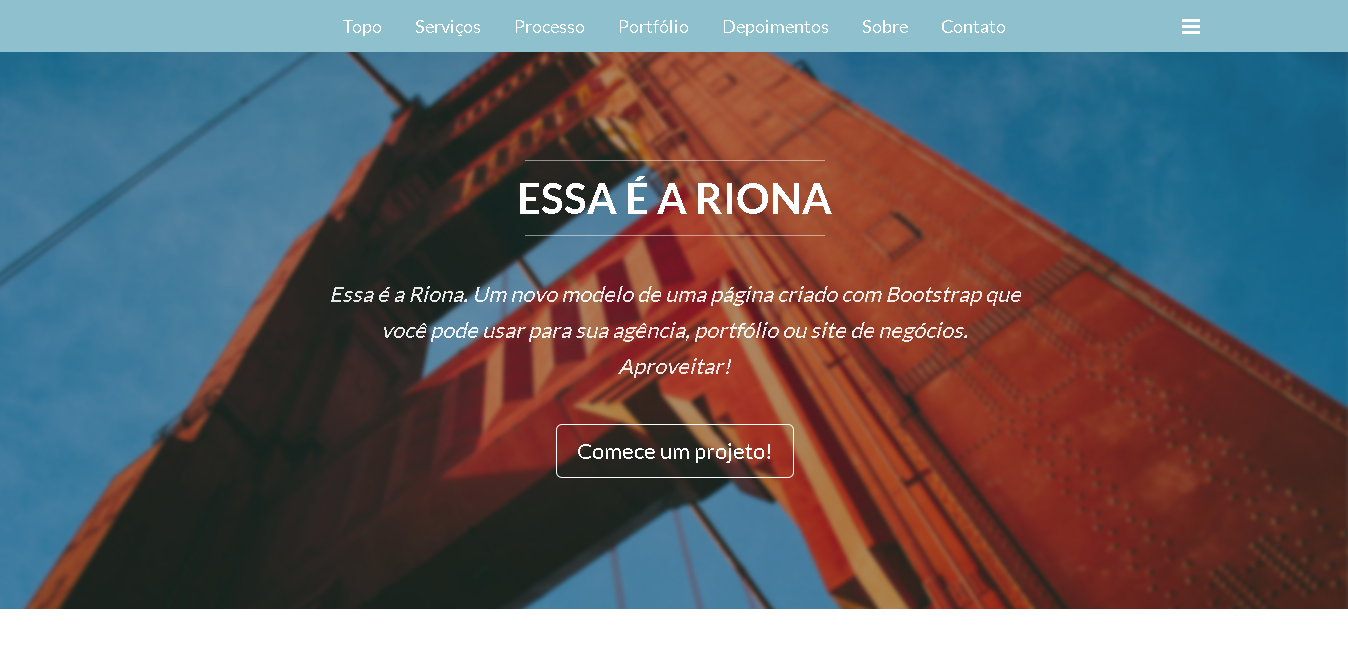 Topo Serviços Processo Portfólio Depoimentos Sobre Contato
ESSA É A RIONA
Essa é a Riona. Um novo modelo de uma página criado com Bootstrap que
você pode usar para sua agência, portfólio ou site de negócios.
Aproveitar!
Comece um projeto!